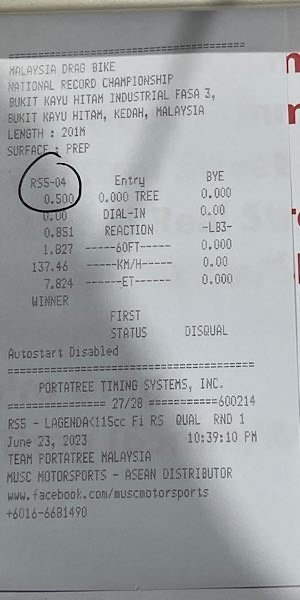 ========================================
MALAYSIA DRAG BIKE
NATIONAL RECORD CHAMPIONSHIP
BUKIT KAYU HITAM INDUSTRIAL FASA 3,
BUKIT KAYU HITAM, KEDAH, MALAYSIA
LENGTH : 201M
SURFACE : PREP
RS5-04 Entry BYE
0.500 0.000 TREE 0.000
0.00 DIAL-IN 0.00
0.851 REACTION -LB3-
1.827 ------60FT----- 0.000
137.46 ------KM/H----- 0.00
7.824 ------ET------- 0.000
WINNER
FIRST
STATUS DISQUAL
Autostart Disabled
========================================
PORTATREE TIMING SYSTEMS, INC.
================ 27/28 ===========600214
RS5 - LAGENDA<115cc Fi RS QUAL RND 1
June 23, 2023 10:39:10 PM
TEAM PORTATREE MALAYSIA
MUSC MOTORSPORTS - ASEAN DISTRIBUTOR
www.facebook.com/muscmotorsports
+6016-6681490